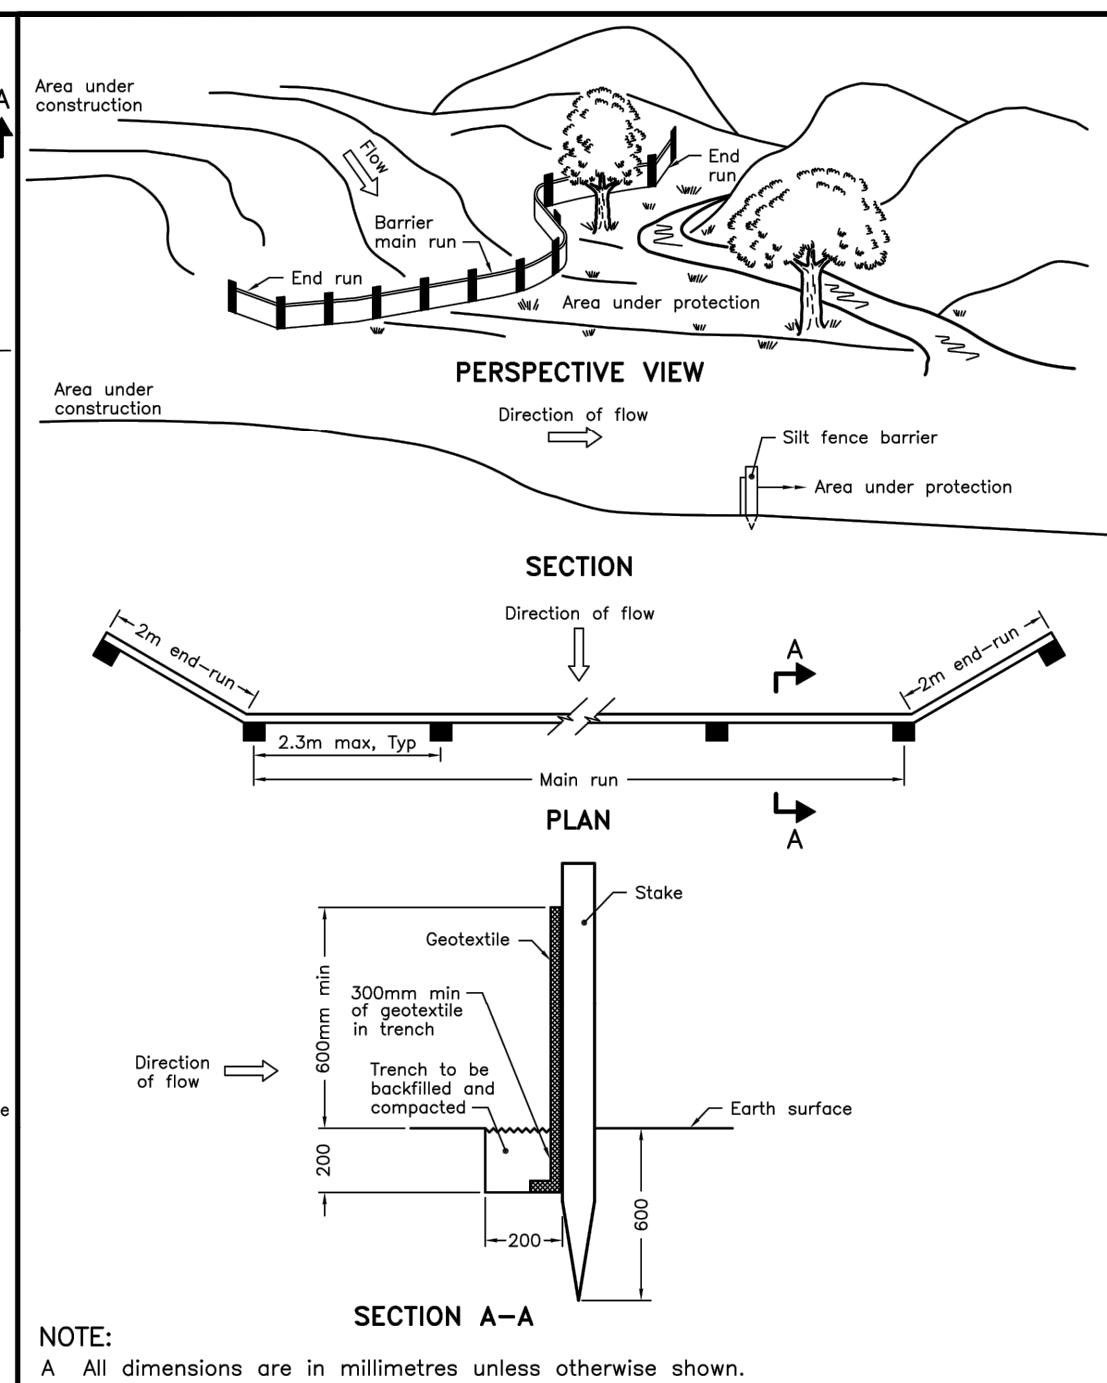 A
Area under
construction
Flow
End
run
Barrier
main run
End run
Area under protection
PERSPECTIVE VIEW
Area under
construction
Direction of flow
Silt fence barrier
Area under protection
SECTION
Direction of flow
2m end-run
A
2m end-run
2.3m max, Typ
Main run
PLAN
A
Stake
Geotextile
600mm min
300mm min
of geotextile
in trench
Direction
of flow
Trench to be
backfilled and
compacted
Earth surface
e
200
600
200
SECTION A-A
NOTE:
A All dimensions are in millimetres unless otherwise shown.